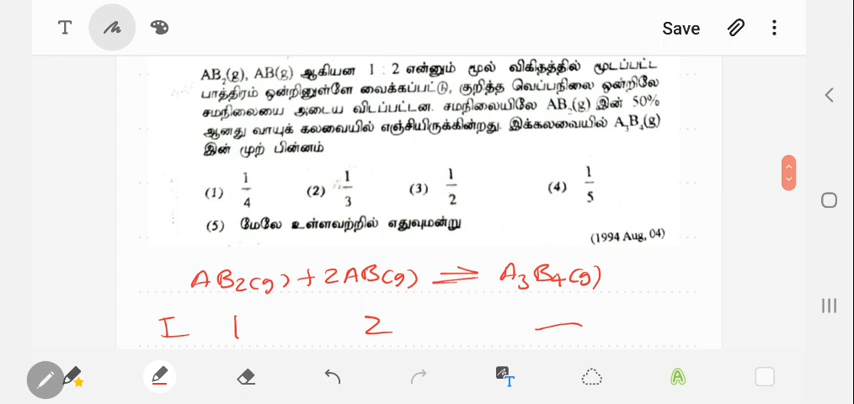 T Save
AB₂(g), AB(g) ஆகியன 1 : 2 என்னும் மூல் விகிதத்தில் மூடப்பட்ட
பாத்திரம் ஒன்றினுள்ளே வைக்கப்பட்டு, குறித்த வெப்பநிலை ஒன்றிலே
சமநிலையை அடைய விடப்பட்டன. சமநிலையிலே AB₂(g) இன் 50%
ஆனது வாயுக் கலவையில் எஞ்சியிருக்கின்றது. இக்கலவையில் A₃B₄(g)
இன் முற் பின்னம்
(1) 1/4 (2) 1/3 (3) 1/2 (4) 1/5
(5) மேலே உள்ளவற்றில் எதுவுமன்று
(1994 Aug, 04)
AB₂(g) + 2AB(g) ⇌ A₃B₄(g)
I 1 2 —